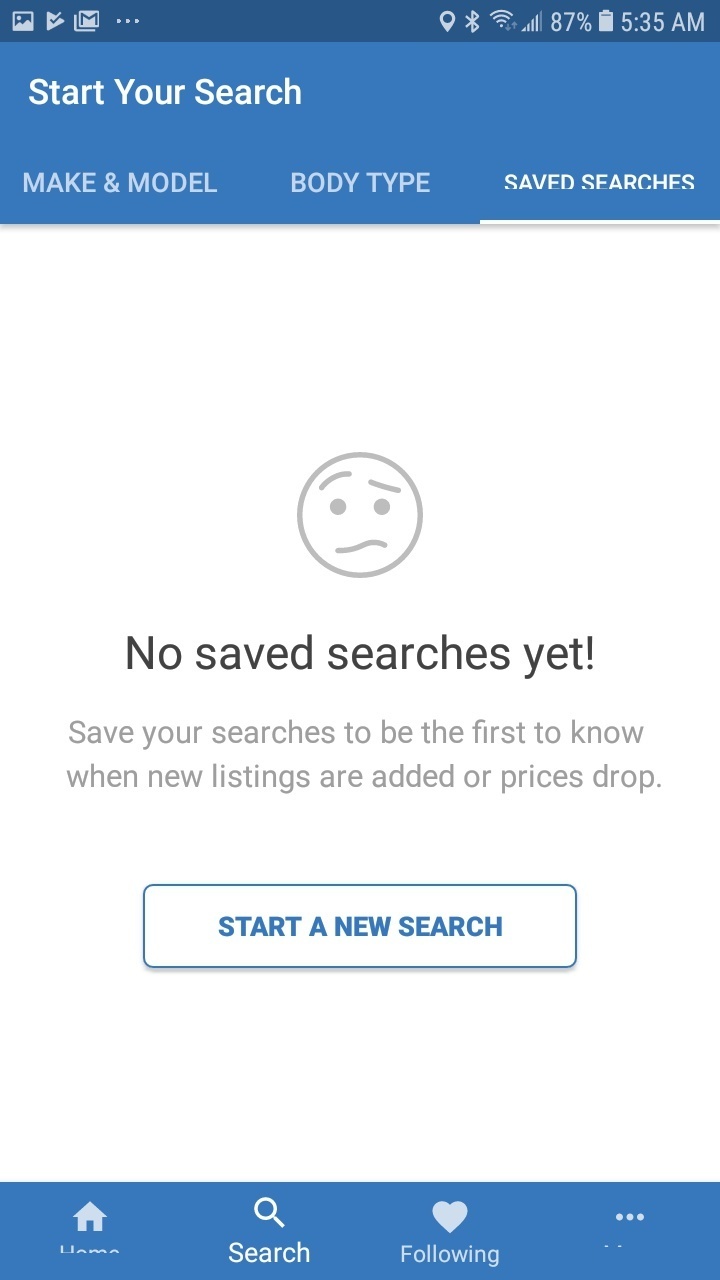 87% 5:35 AM
Start Your Search
MAKE & MODEL BODY TYPE SAVED SEARCHES
No saved searches yet!
Save your searches to be the first to know
when new listings are added or prices drop.
START A NEW SEARCH
Home Search Following